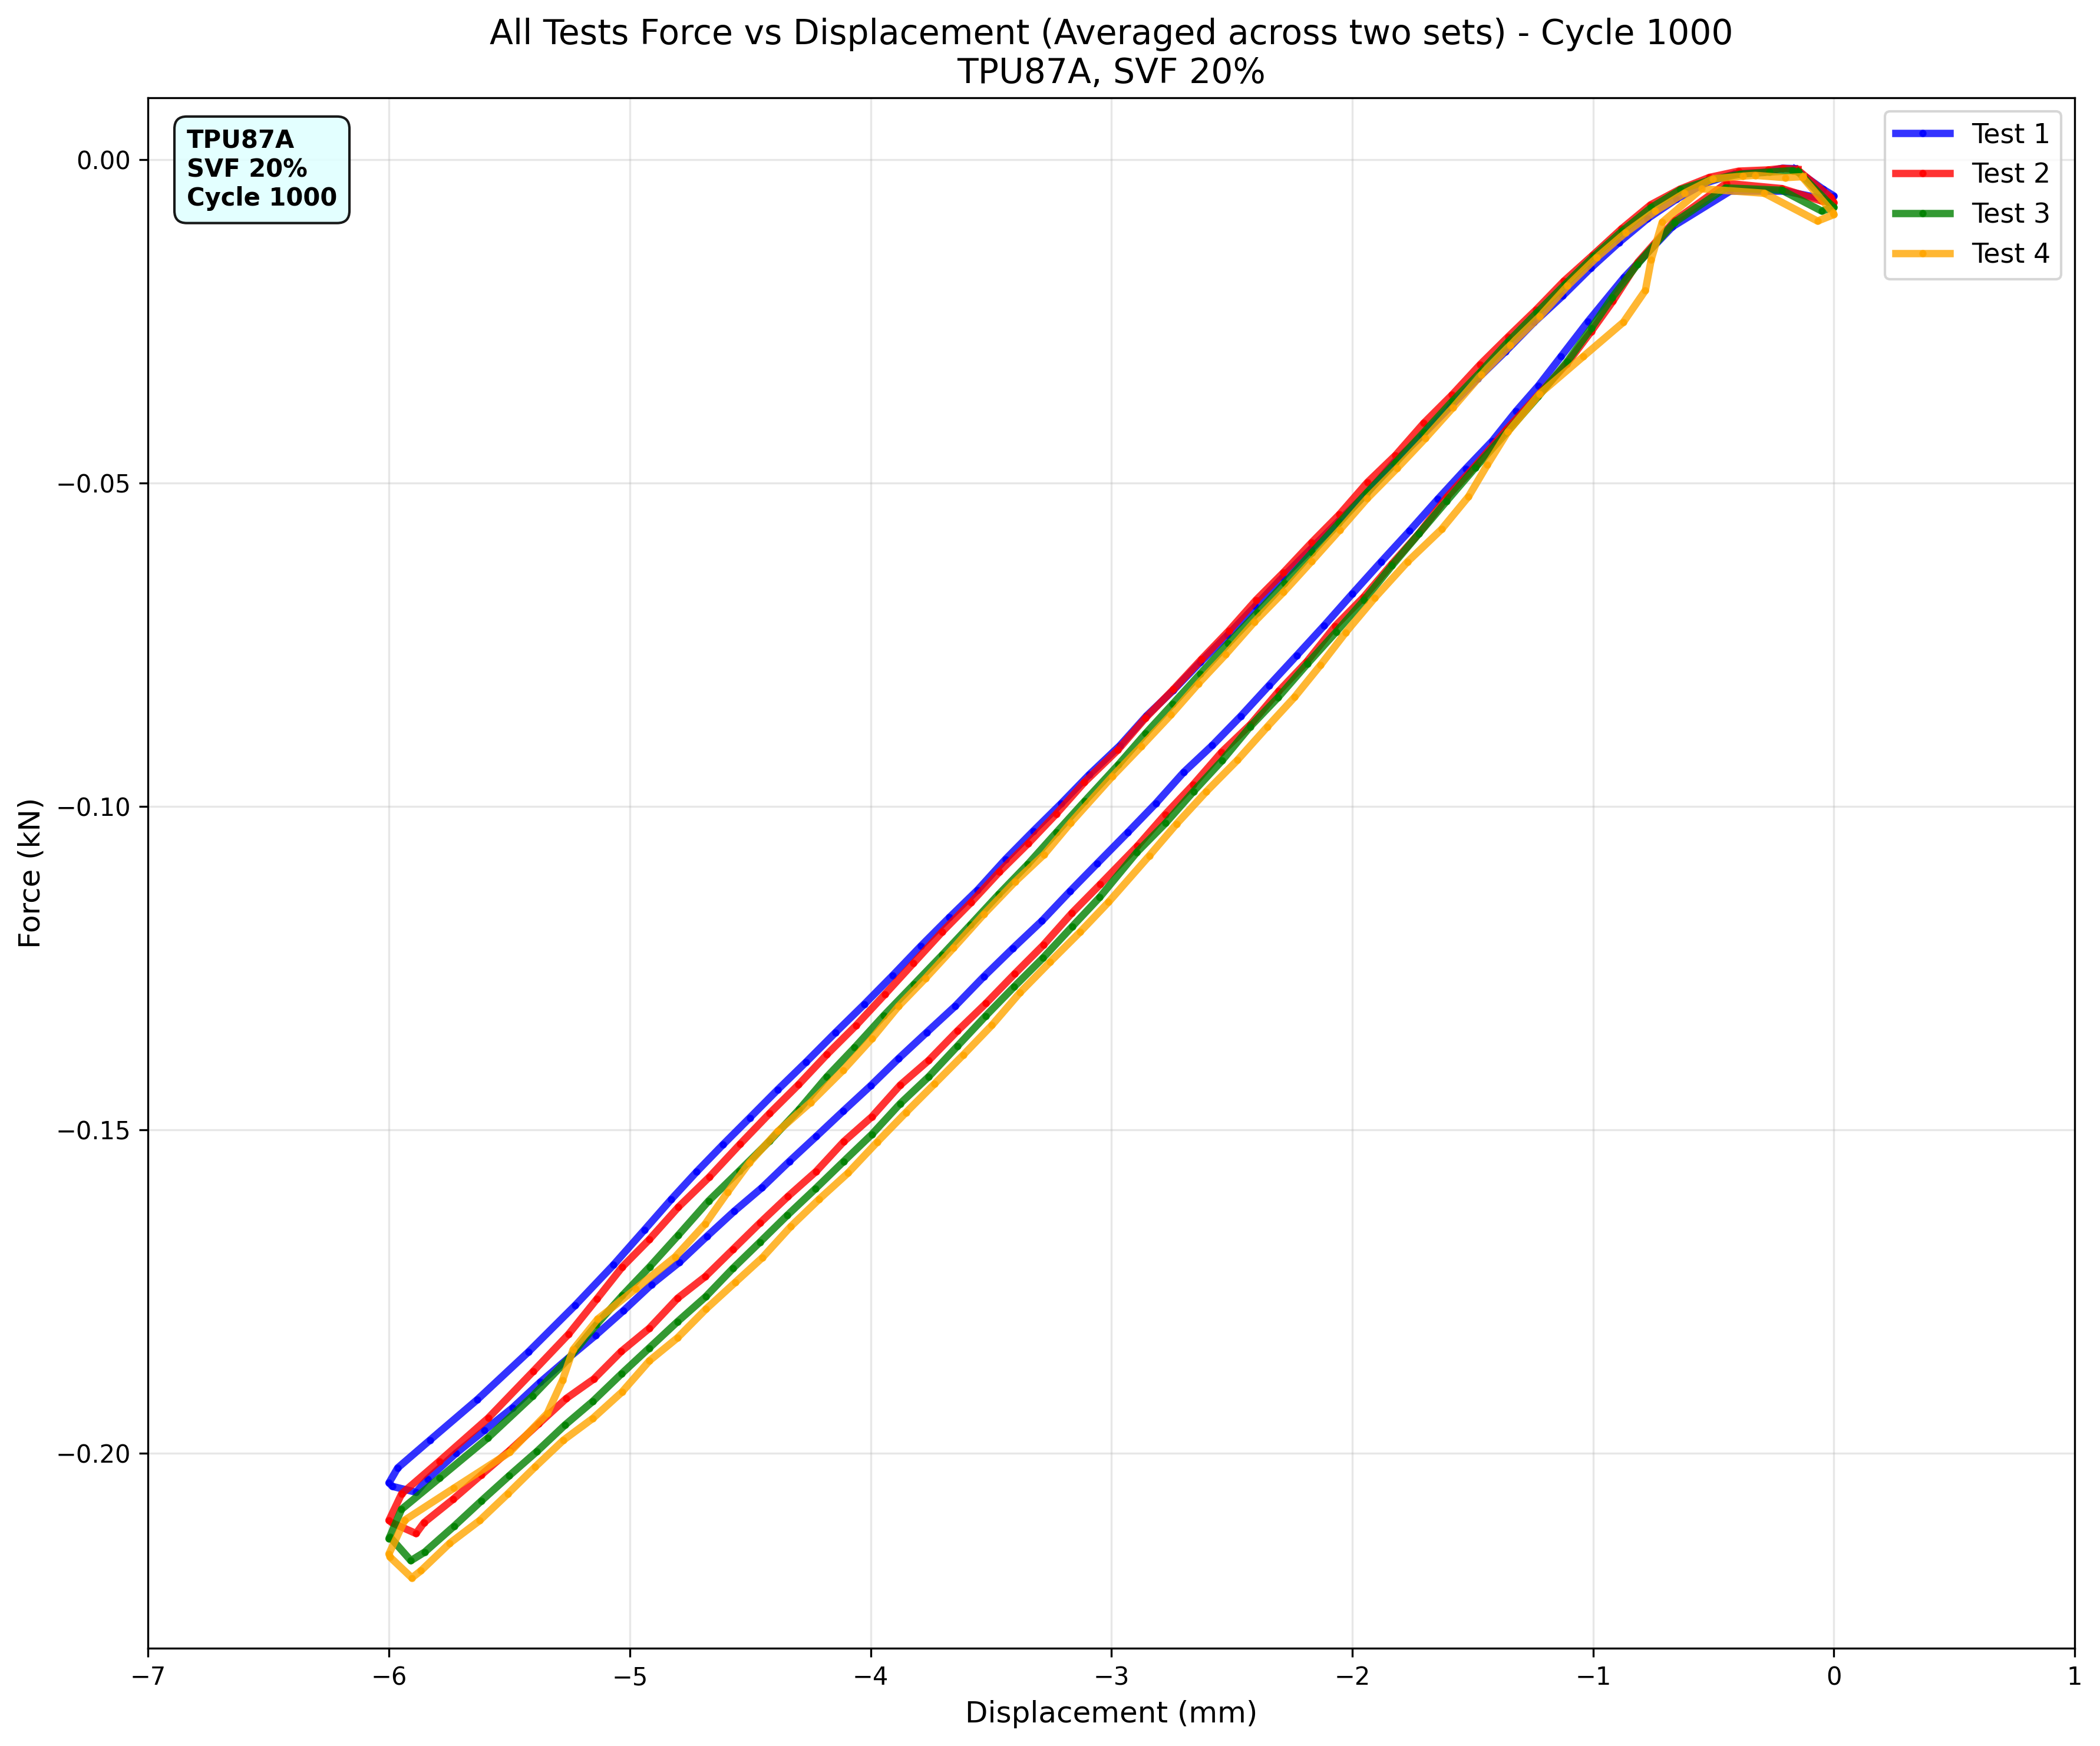 All Tests Force vs Displacement (Averaged across two sets) - Cycle 1000
TPU87A, SVF 20%
TPU87A
SVF 20%
Cycle 1000
Test 1
Test 2
Test 3
Test 4
0.00
−0.05
−0.10
−0.15
−0.20
Force (kN)
−7 −6 −5 −4 −3 −2 −1 0 1
Displacement (mm)